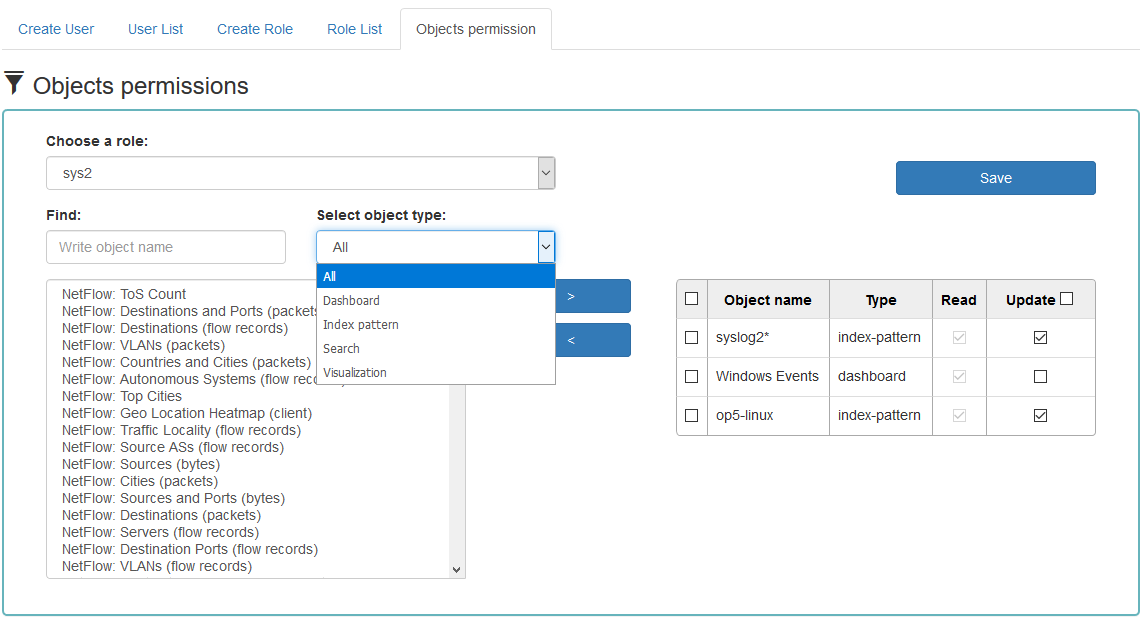 Create User
User List
Create Role
Role List
Objects permission
Objects permissions
Choose a role:
sys2
Save
Find:
Select object type:
Write object name
All
All
Dashboard
Index pattern
Search
Visualization
NetFlow: ToS Count
NetFlow: Destinations and Ports (packets
NetFlow: Destinations (flow records)
NetFlow: VLANs (packets)
NetFlow: Countries and Cities (packets)
NetFlow: Autonomous Systems (flow
NetFlow: Top Cities
NetFlow: Geo Location Heatmap (client)
NetFlow: Traffic Locality (flow records)
NetFlow: Source ASs (flow records)
NetFlow: Sources (bytes)
NetFlow: Cities (packets)
NetFlow: Sources and Ports (bytes)
NetFlow: Destinations (packets)
NetFlow: Servers (flow records)
NetFlow: Destination Ports (flow records)
NetFlow: VLANs (flow records)
>
<
Object name Type Read Update
syslog2* index-pattern
Windows Events dashboard
op5-linux index-pattern